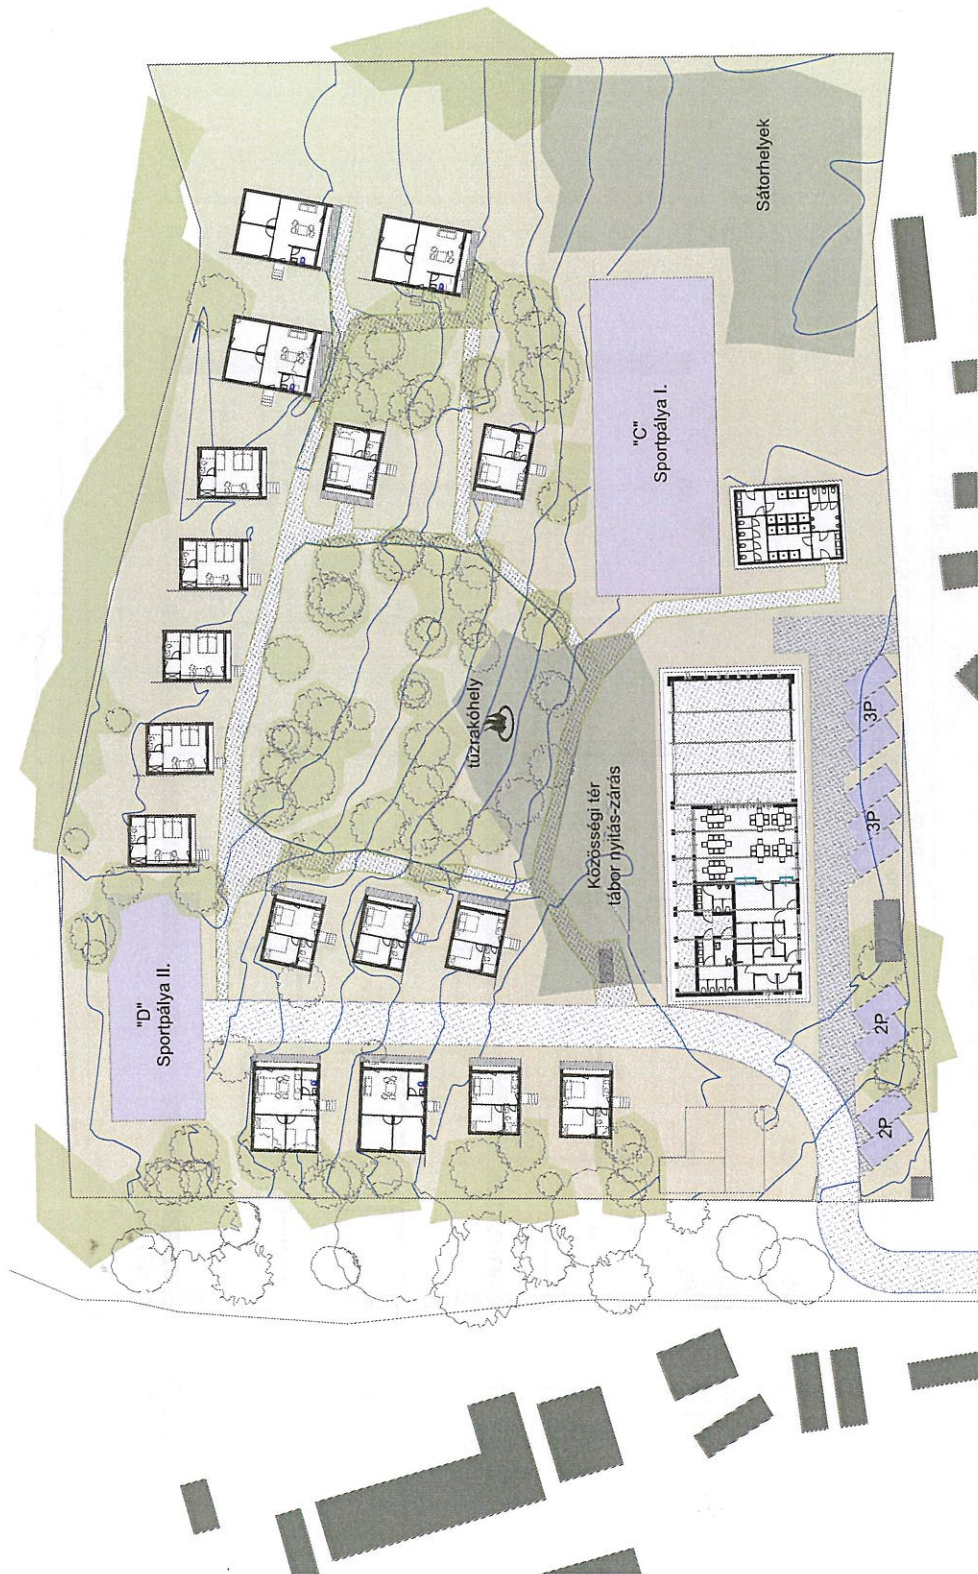 Sátorhelyek
"C"
Sportpálya I.
tűzrakóhely
Közösségi tér
tábor nyitás-zárás
3P
3P
"D"
Sportpálya II.
2P
2P